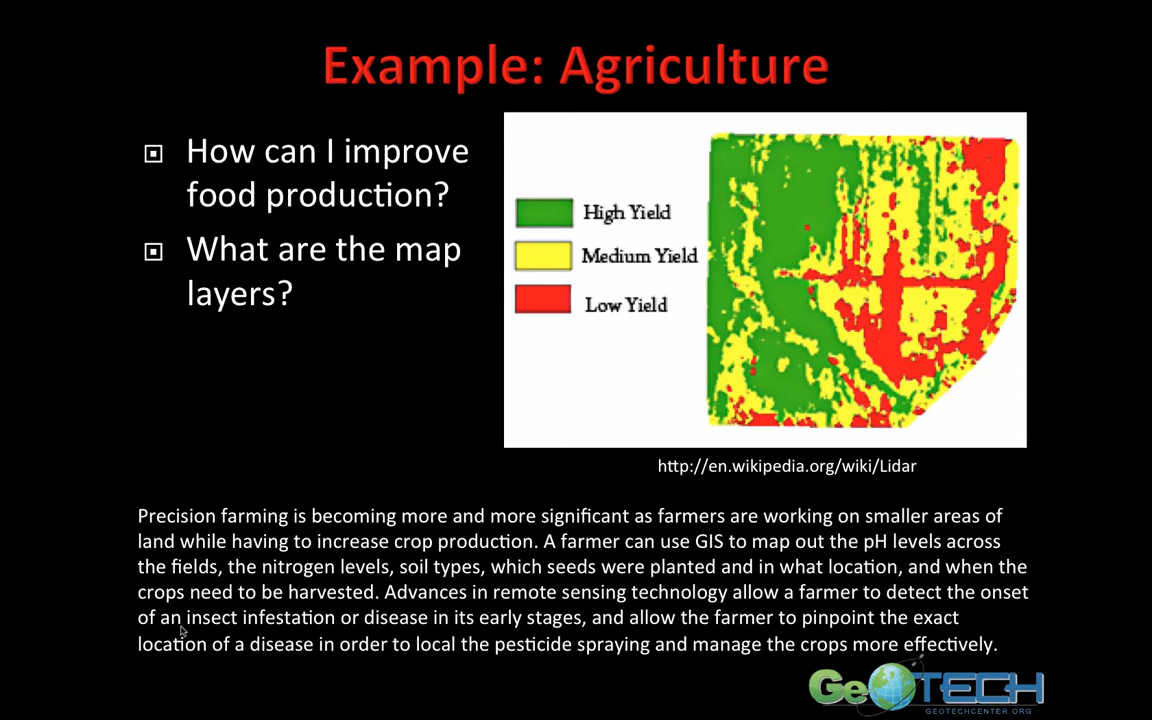 Example: Agriculture
How can I improve
food production?
What are the map
layers?
High Yield
Medium Yield
Low Yield
http://en.wikipedia.org/wiki/Lidar
Precision farming is becoming more and more significant as farmers are working on smaller areas of
land while having to increase crop production. A farmer can use GIS to map out the pH levels across
the fields, the nitrogen levels, soil types, which seeds were planted and in what location, and when the
crops need to be harvested. Advances in remote sensing technology allow a farmer to detect the onset
of an insect infestation or disease in its early stages, and allow the farmer to pinpoint the exact
location of a disease in order to local the pesticide spraying and manage the crops more effectively.
GeoTECH
GEOTECHCENTER.ORG